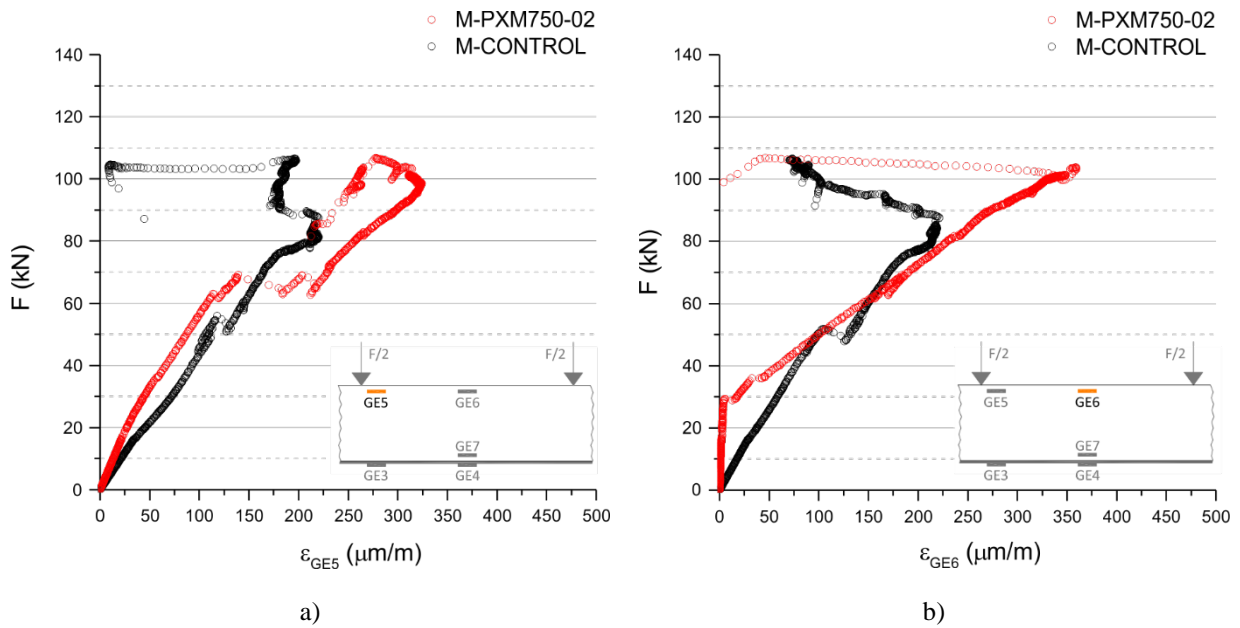 M-PXM750-02
M-CONTROL
140
120
100
80
60
40
20
0
F (kN)
0 50 100 150 200 250 300 350 400 450 500
ε_GE5 (μm/m)
F/2 F/2
GE5 GE6
GE7
GE3 GE4
a)
M-PXM750-02
M-CONTROL
140
120
100
80
60
40
20
0
F (kN)
0 50 100 150 200 250 300 350 400 450 500
ε_GE6 (μm/m)
F/2 F/2
GE5 GE6
GE7
GE3 GE4
b)